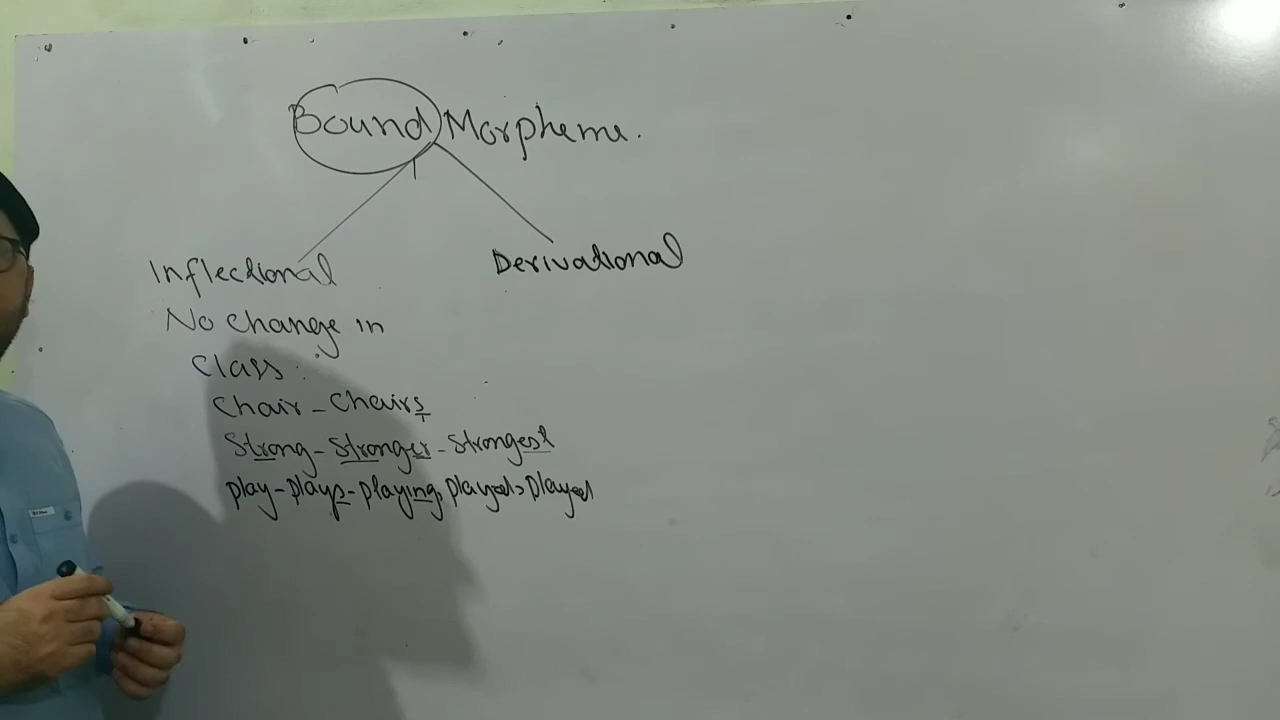 Bound Morpheme.
Inflectional
Derivational
No change in
Class.
Chair - Chairs
Strong - Stronger - Strongest
play - plays - playing, played, played